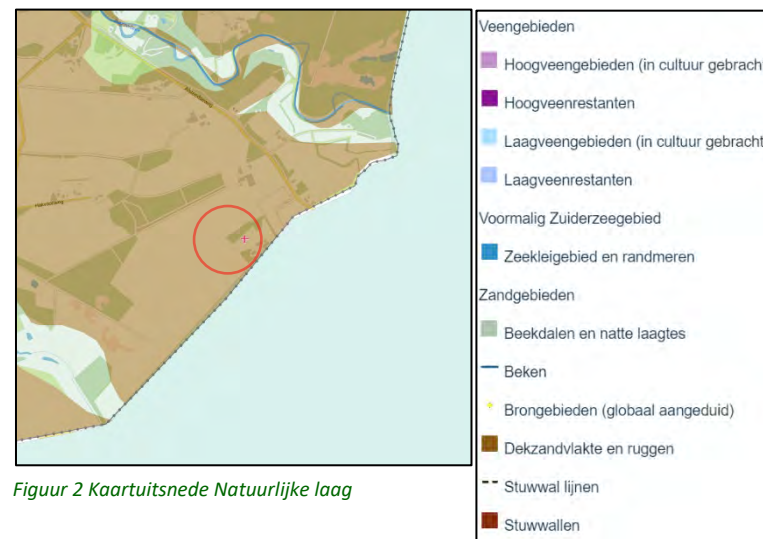 Veengebieden
Hoogveengebieden (in cultuur gebracht
Hoogveenrestanten
Laagveengebieden (in cultuur gebracht
Laagveenrestanten
Voormalig Zuiderzeegebied
Zeekleigebied en randmeren
Zandgebieden
Beekdalen en natte laagtes
Beken
Brongebieden (globaal aangeduid)
Dekzandvlakte en ruggen
Stuwwal lijnen
Stuwwallen
Figuur 2 Kaartuitsnede Natuurlijke laag